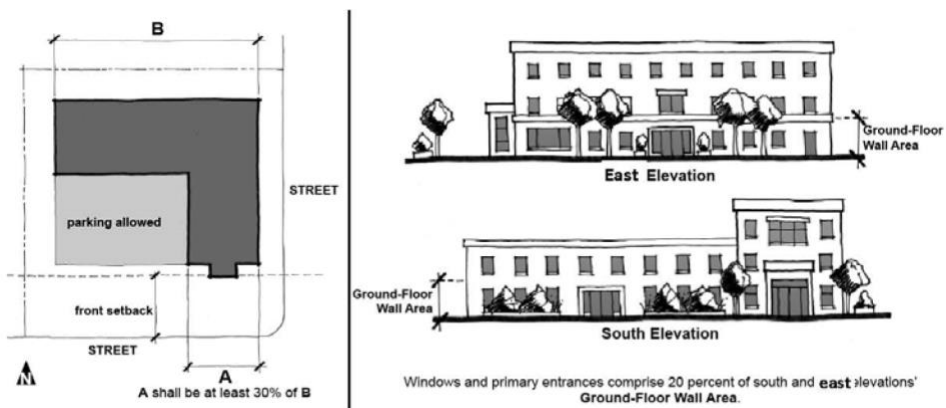 B
STREET
parking allowed
front setback
STREET
N
A
A shall be at least 30% of B
Ground-Floor
Wall Area
East Elevation
Ground-Floor
Wall Area
South Elevation
Windows and primary entrances comprise 20 percent of south and east elevations'
Ground-Floor Wall Area.